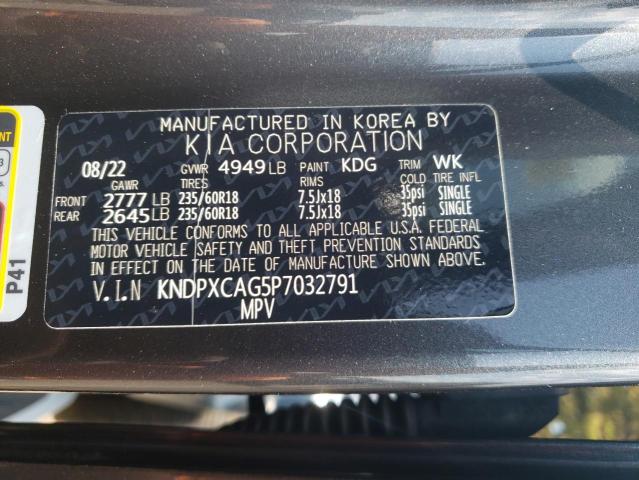 MANUFACTURED IN KOREA BY
KIA CORPORATION
08/22 GVWR 4949 LB PAINT KDG TRIM WK
GAWR TIRES RIMS COLD TIRE INFL
FRONT 2777 LB 235/60R18 7.5Jx18 35psi SINGLE
REAR 2645 LB 235/60R18 7.5Jx18 35psi SINGLE
THIS VEHICLE CONFORMS TO ALL APPLICABLE U.S.A. FEDERAL
MOTOR VEHICLE SAFETY, BUMPER, AND THEFT PREVENTION STANDARDS
IN EFFECT ON THE DATE OF MANUFACTURE SHOWN ABOVE.
V.I.N KNDPXCAG5P7032791
MPV
P41
3